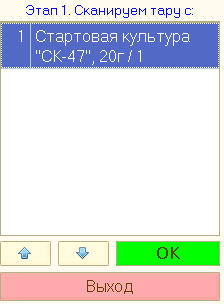 Этап 1. Сканируем тару с:
1 Стартовая культура
"СК-47", 20г / 1
OK
Выход